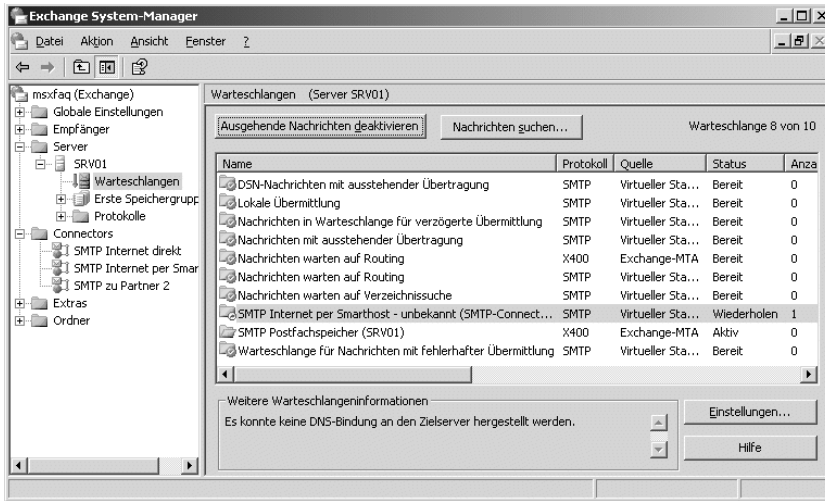 Exchange System-Manager
Datei Aktion Ansicht Fenster ?
msxfaq (Exchange)
Globale Einstellungen
Empfänger
Server
SRV01
Warteschlangen
Erste Speichergrupp
Protokolle
Connectors
SMTP Internet direkt
SMTP Internet per Smar
SMTP zu Partner 2
Extras
Ordner
Warteschlangen (Server SRV01)
Ausgehende Nachrichten deaktivieren Nachrichten suchen... Warteschlange 8 von 10
Name Protokoll Quelle Status Anza
DSN-Nachrichten mit ausstehender Übertragung SMTP Virtueller Sta... Bereit 0
Lokale Übermittlung SMTP Virtueller Sta... Bereit 0
Nachrichten in Warteschlange für verzögerte Übermittlung SMTP Virtueller Sta... Bereit 0
Nachrichten mit ausstehender Übertragung SMTP Virtueller Sta... Bereit 0
Nachrichten warten auf Routing X400 Exchange-MTA Bereit 0
Nachrichten warten auf Routing SMTP Virtueller Sta... Bereit 0
Nachrichten warten auf Verzeichnissuche SMTP Virtueller Sta... Bereit 0
SMTP Internet per Smarthost - unbekannt (SMTP-Connect... SMTP Virtueller Sta... Wiederholen 1
SMTP Postfachspeicher (SRV01) X400 Exchange-MTA Aktiv 0
Warteschlange für Nachrichten mit fehlerhafter Übermittlung SMTP Virtueller Sta... Bereit 0
Weitere Warteschlangeninformationen
Es konnte keine DNS-Bindung an den Zielserver hergestellt werden.
Einstellungen...
Hilfe